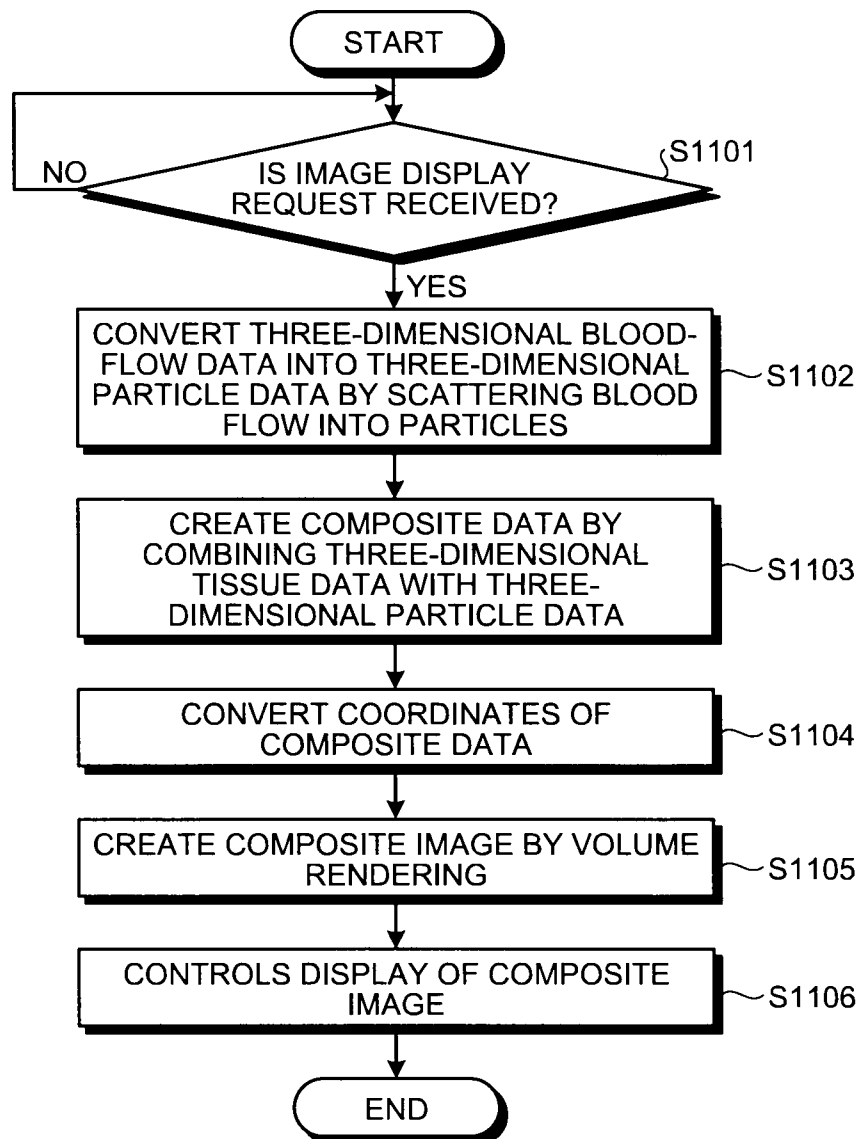 START
IS IMAGE DISPLAY
REQUEST RECEIVED?
S1101
NO
YES
CONVERT THREE-DIMENSIONAL BLOOD-
FLOW DATA INTO THREE-DIMENSIONAL
PARTICLE DATA BY SCATTERING BLOOD
FLOW INTO PARTICLES
S1102
CREATE COMPOSITE DATA BY
COMBINING THREE-DIMENSIONAL
TISSUE DATA WITH THREE-
DIMENSIONAL PARTICLE DATA
S1103
CONVERT COORDINATES OF
COMPOSITE DATA
S1104
CREATE COMPOSITE IMAGE BY VOLUME
RENDERING
S1105
CONTROLS DISPLAY OF COMPOSITE
IMAGE
S1106
END